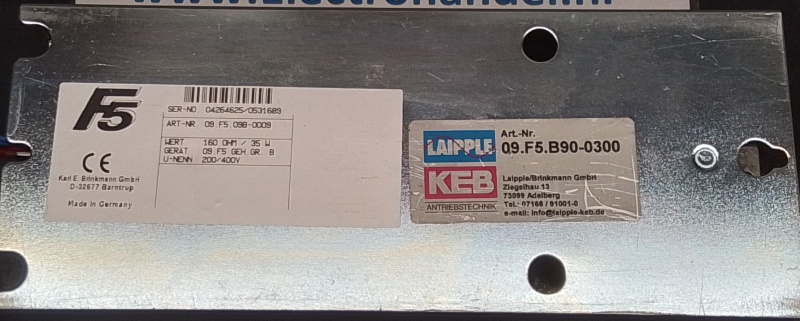 F5
CE
Karl E. Brinkmann GmbH
D-32677 Barntrup
Made in Germany
SER-NO. 04264625/0531689
ART-NR. 09.F5.09B-0009
WERT 160 OHM / 35 W
GERÄT 09.F5 GEH.GR. B
U-NENN 200/400V
LAIPPLE
KEB
ANTRIEBSTECHNIK
Art.-Nr.
09.F5.B90-0300
Laipple/Brinkmann GmbH
Ziegelhau 13
73099 Adelberg
Tel.: 07166 / 91001-0
e-mail: info@laipple-keb.de